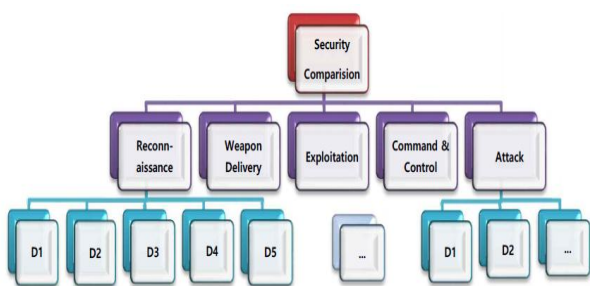 Security
Comparision
Reconn-
aissance
Weapon
Delivery
Exploitation
Command &
Control
Attack
D1
D2
D3
D4
D5
...
D1
D2
...